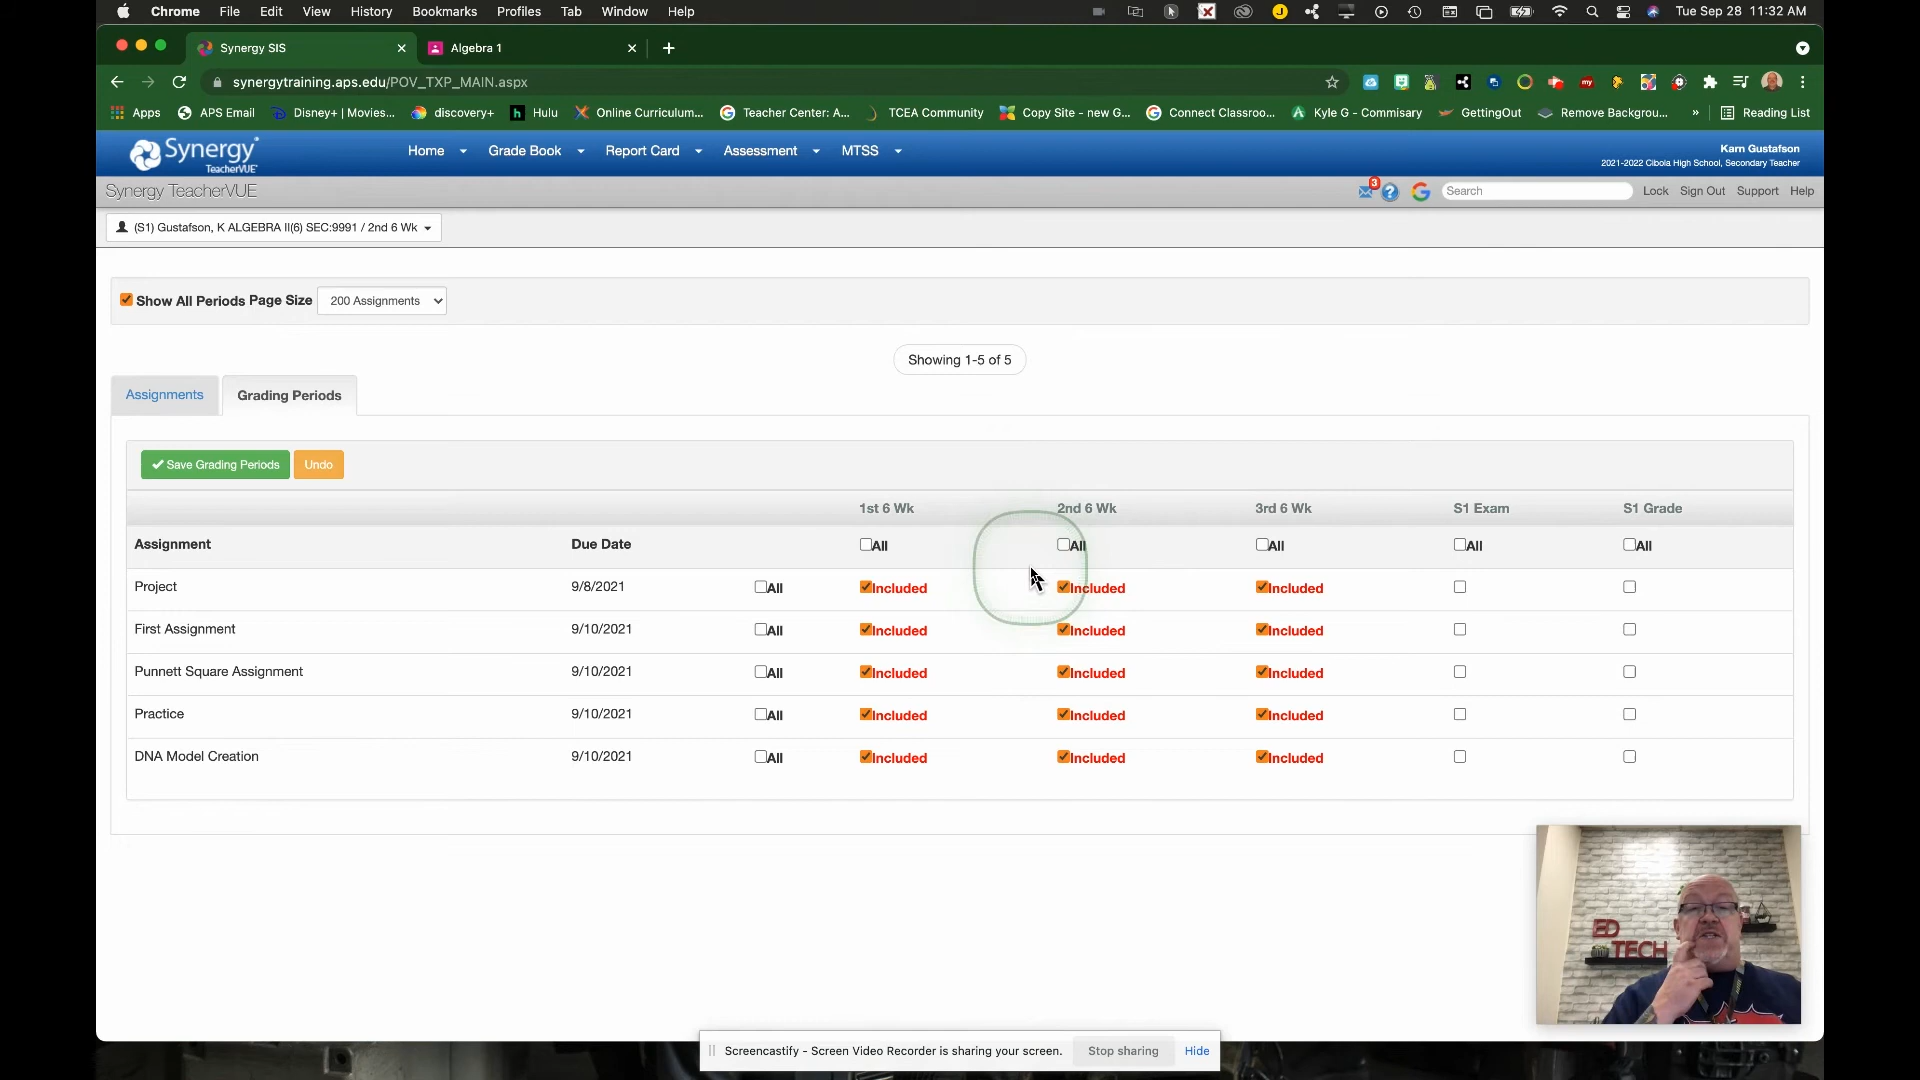 Chrome File Edit View History Bookmarks Profiles Tab Window Help Tue Sep 28 11:32 AM
Synergy SIS Algebra 1
synergytraining.aps.edu/POV_TXP_MAIN.aspx
Apps APS Email Disney+ | Movies... discovery+ Hulu Online Curriculum... Teacher Center: A... TCEA Community Copy Site - new G... Connect Classroo... Kyle G - Commisary GettingOut Remove Backgrou... » Reading List
Synergy TeacherVUE Home Grade Book Report Card Assessment MTSS
Karn Gustafson
2021-2022 Cibola High School, Secondary Teacher
Synergy TeacherVUE 3 Search Lock Sign Out Support Help
(S1) Gustafson, K ALGEBRA II(6) SEC:9991 / 2nd 6 Wk
Show All Periods Page Size 200 Assignments
Showing 1-5 of 5
Assignments Grading Periods
Save Grading Periods Undo
1st 6 Wk 2nd 6 Wk 3rd 6 Wk S1 Exam S1 Grade
Assignment Due Date All All All All All
Project 9/8/2021 All Included Included Included
First Assignment 9/10/2021 All Included Included Included
Punnett Square Assignment 9/10/2021 All Included Included Included
Practice 9/10/2021 All Included Included Included
DNA Model Creation 9/10/2021 All Included Included Included
ED
TECH
Screencastify - Screen Video Recorder is sharing your screen. Stop sharing Hide